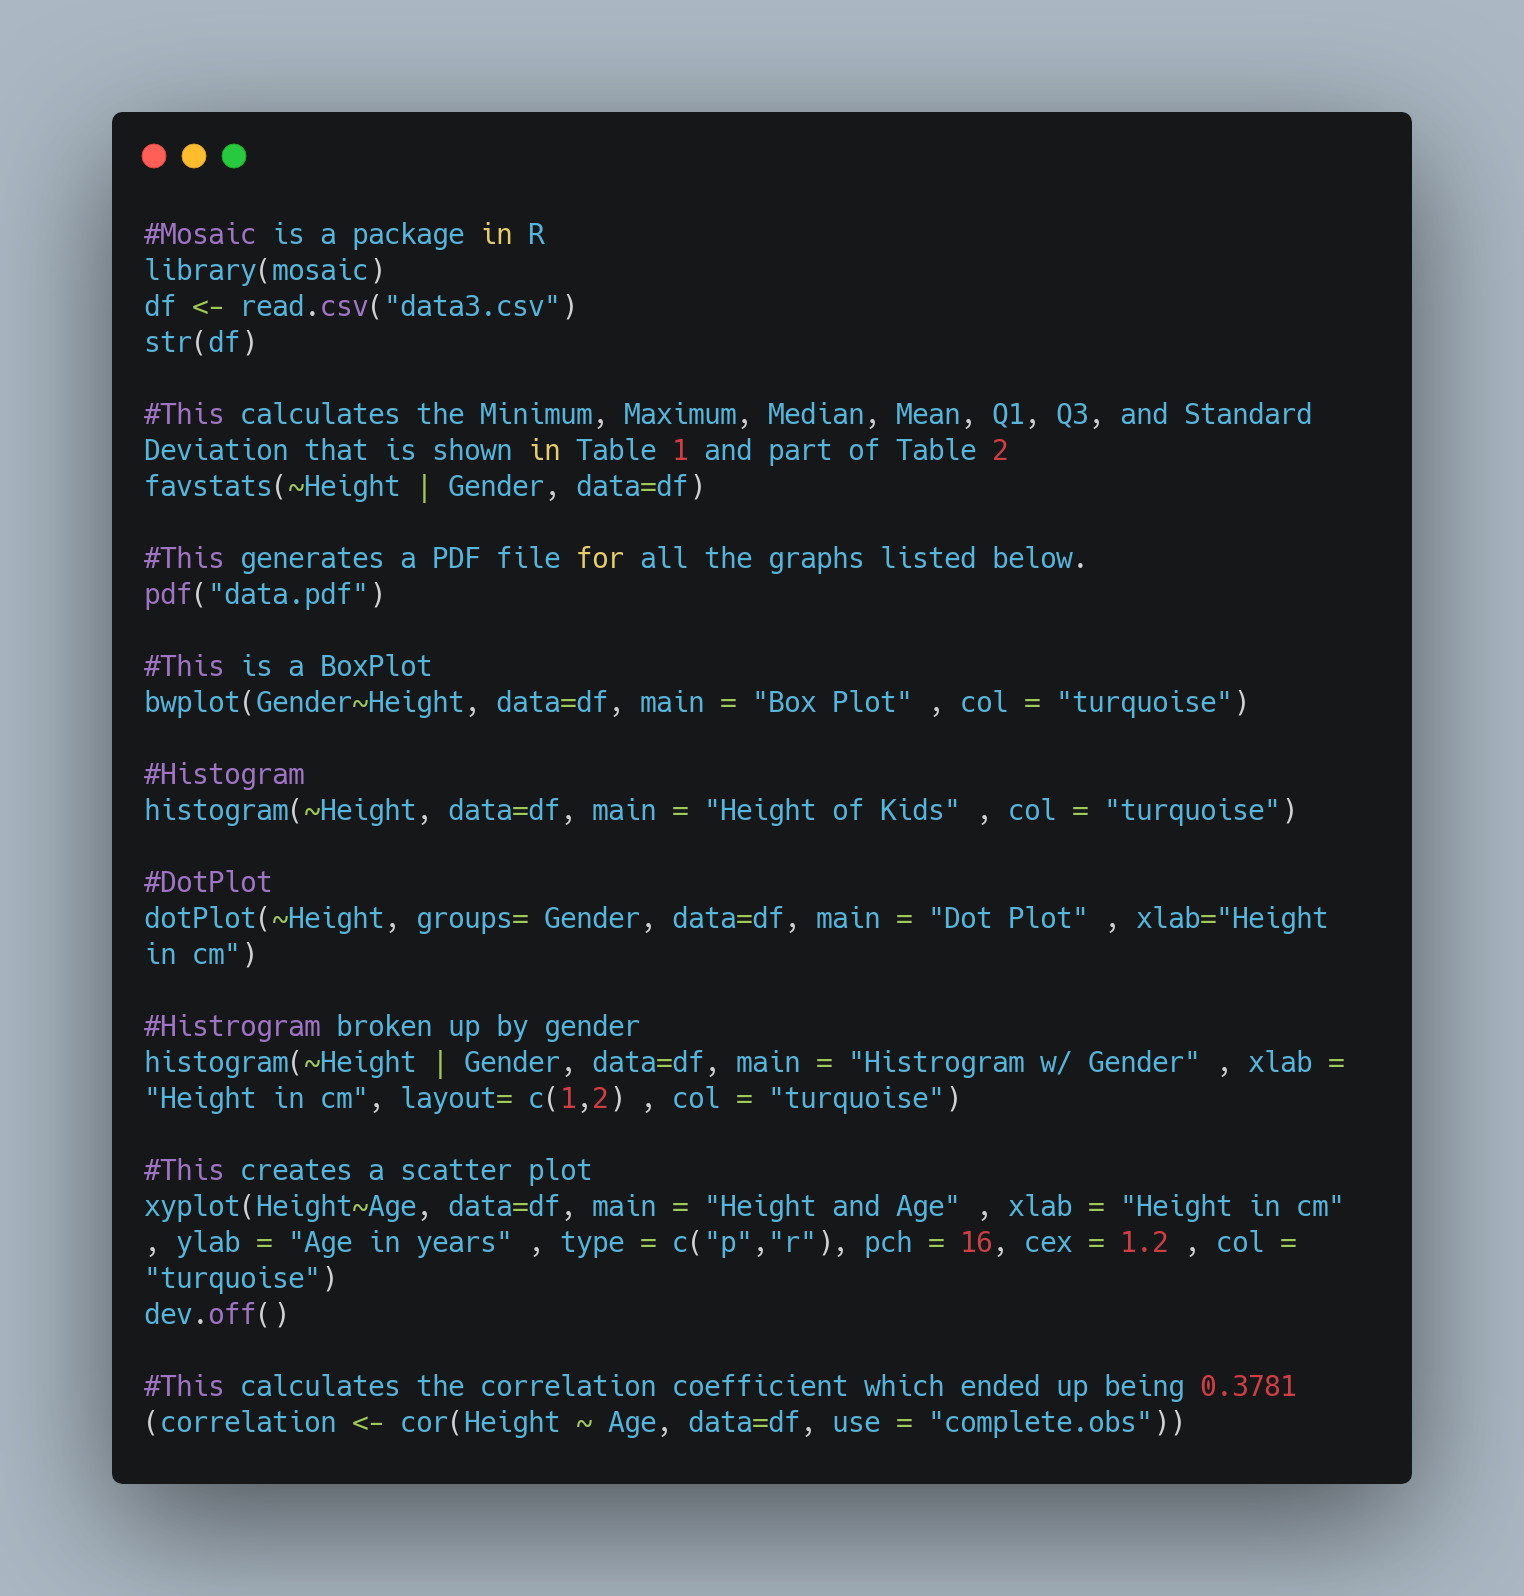 #Mosaic is a package in R
library(mosaic)
df <- read.csv("data3.csv")
str(df)
#This calculates the Minimum, Maximum, Median, Mean, Q1, Q3, and Standard
Deviation that is shown in Table 1 and part of Table 2
favstats(~Height | Gender, data=df)
#This generates a PDF file for all the graphs listed below.
pdf("data.pdf")
#This is a BoxPlot
bwplot(Gender~Height, data=df, main = "Box Plot" , col = "turquoise")
#Histogram
histogram(~Height, data=df, main = "Height of Kids" , col = "turquoise")
#DotPlot
dotPlot(~Height, groups= Gender, data=df, main = "Dot Plot" , xlab="Height
in cm")
#Histrogram broken up by gender
histogram(~Height | Gender, data=df, main = "Histrogram w/ Gender" , xlab =
"Height in cm", layout= c(1,2) , col = "turquoise")
#This creates a scatter plot
xyplot(Height~Age, data=df, main = "Height and Age" , xlab = "Height in cm"
, ylab = "Age in years" , type = c("p","r"), pch = 16, cex = 1.2 , col =
"turquoise")
dev.off()
#This calculates the correlation coefficient which ended up being 0.3781
(correlation <- cor(Height ~ Age, data=df, use = "complete.obs"))